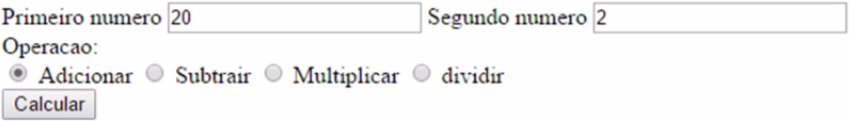 Primeiro numero 20 Segundo numero 2
Operacao:
Adicionar Subtrair Multiplicar dividir
Calcular